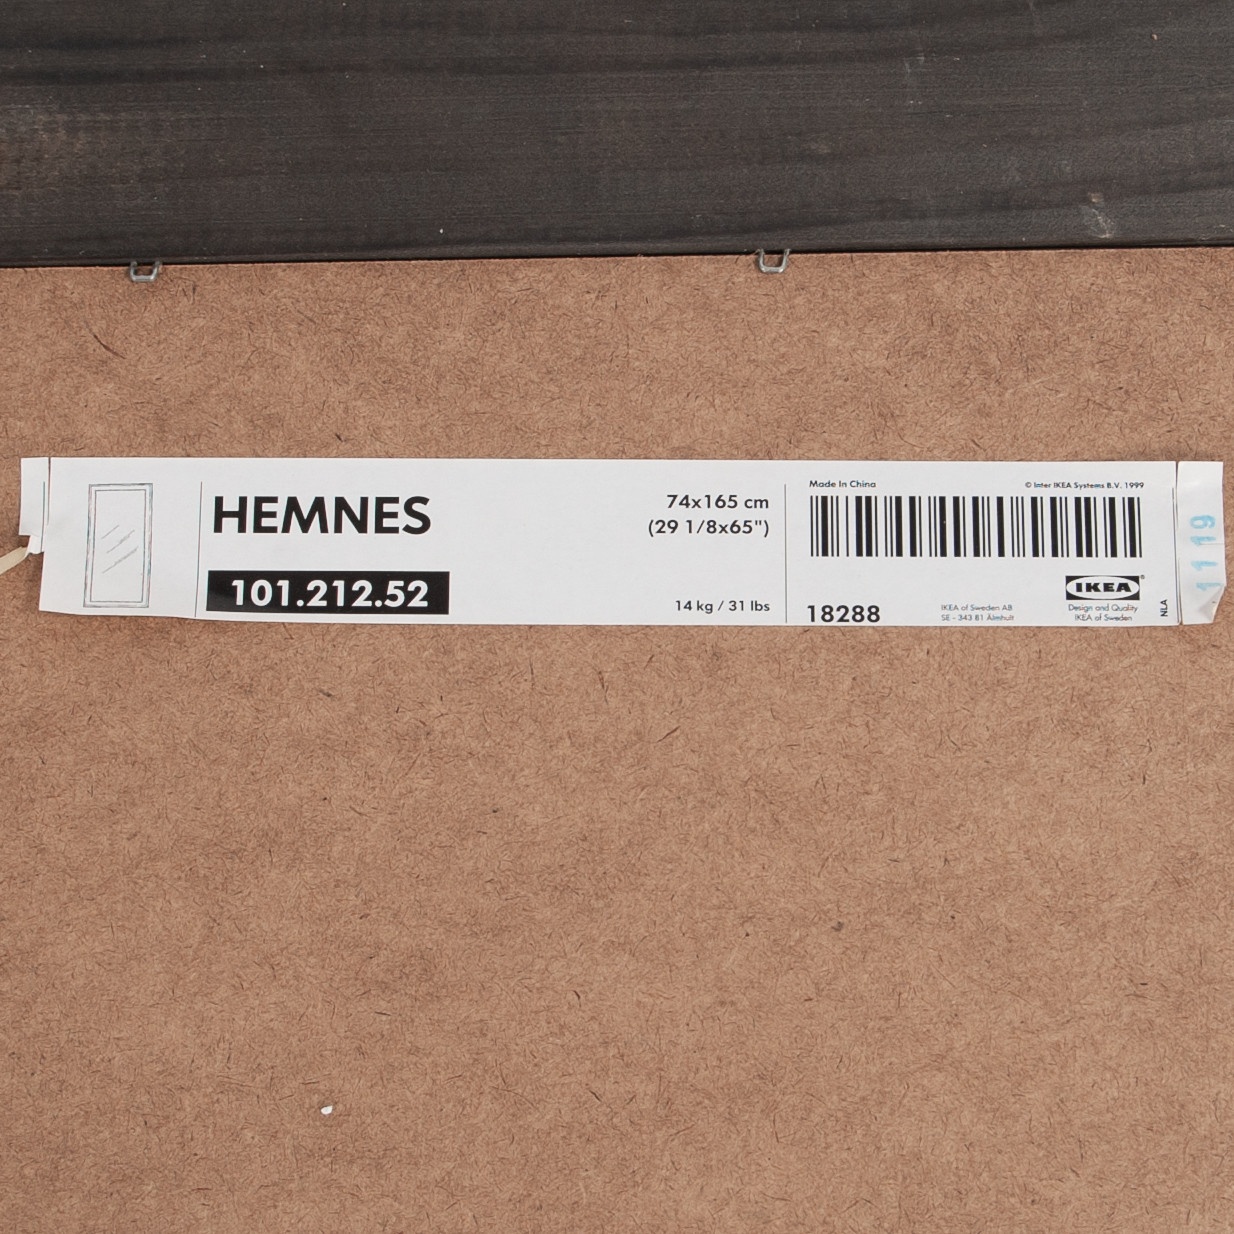 HEMNES
101.212.52
74x165 cm
(29 1/8x65")
14 kg / 31 lbs
Made In China
© Inter IKEA Systems B.V. 1999
18288
IKEA of Sweden AB
SE - 343 81 Älmhult
IKEA®
Design and Quality
IKEA of Sweden
NLA
1119